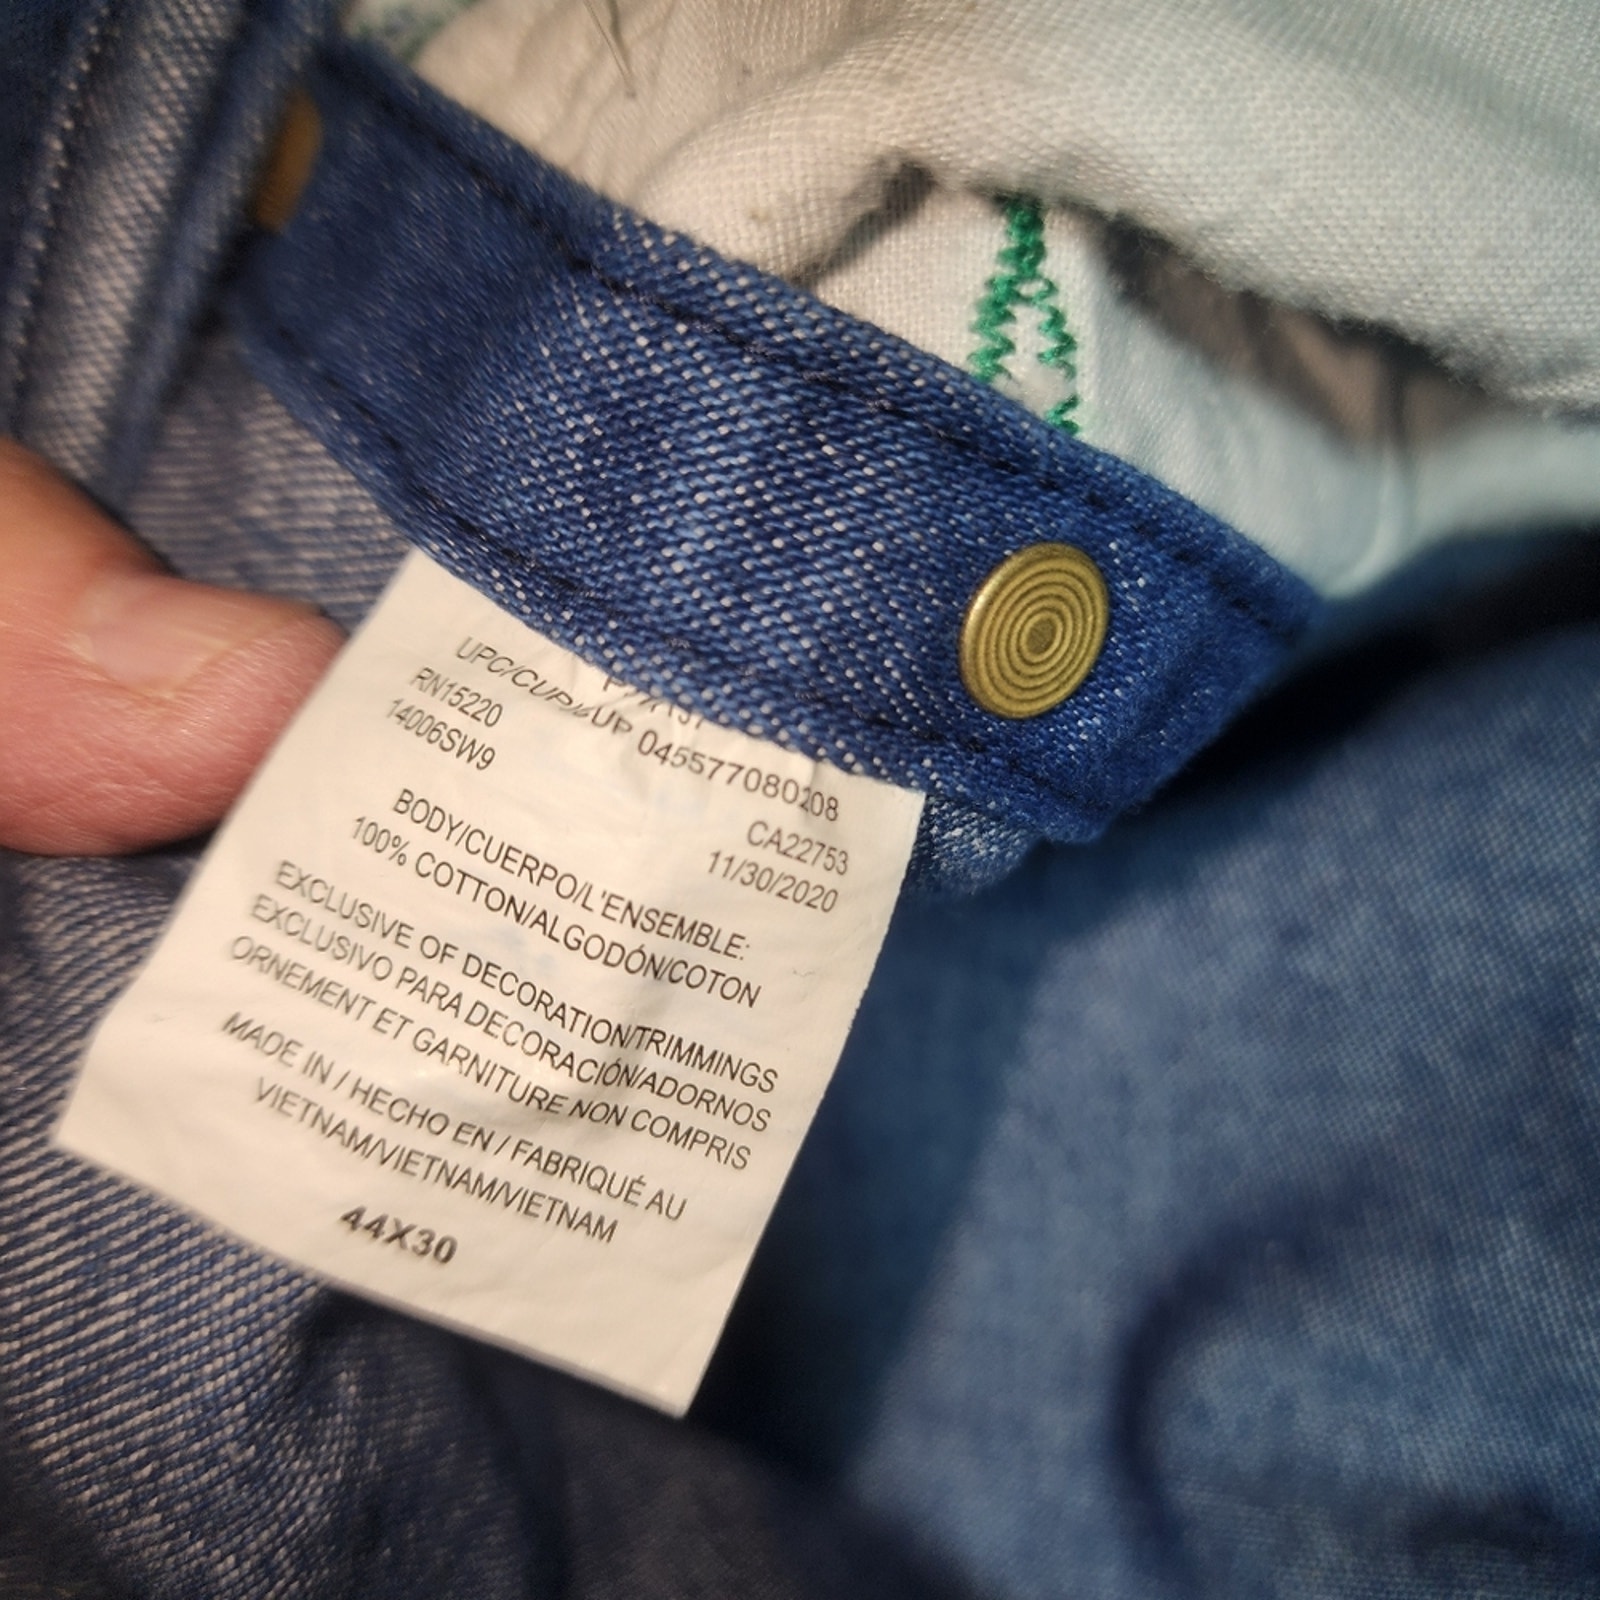 UPC/CUP/CUP 045577080208
RN15220 CA22753
14006SW9 11/30/2020
BODY/CUERPO/L'ENSEMBLE:
100% COTTON/ALGODÓN/COTON
EXCLUSIVE OF DECORATION/TRIMMINGS
EXCLUSIVO PARA DECORACIÓN/ADORNOS
ORNEMENT ET GARNITURE NON COMPRIS
MADE IN / HECHO EN / FABRIQUÉ AU
VIETNAM/VIETNAM/VIETNAM
44X30